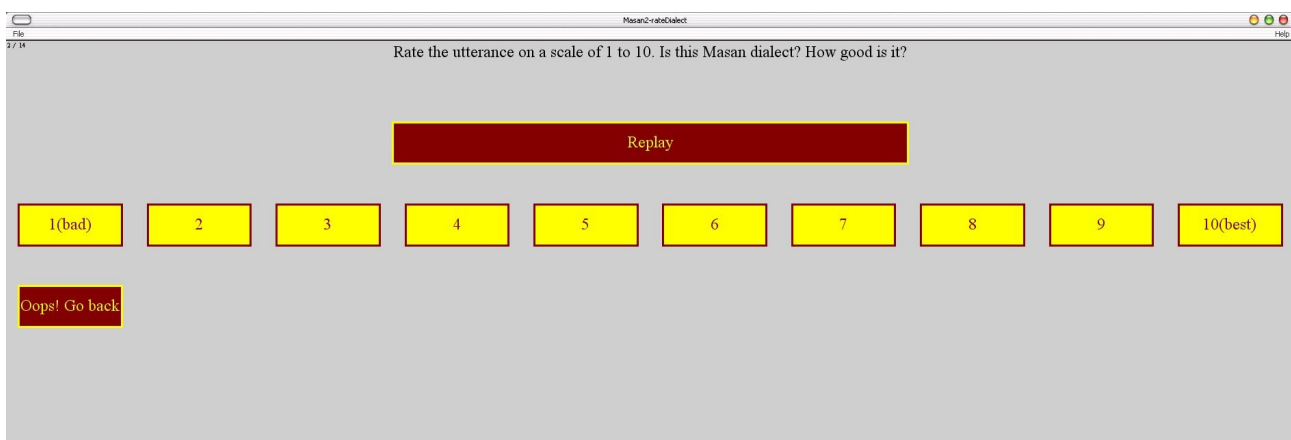 Masan2-rateDialect
File Help
2 / 14
Rate the utterance on a scale of 1 to 10. Is this Masan dialect? How good is it?
Replay
1(bad) 2 3 4 5 6 7 8 9 10(best)
Oops! Go back